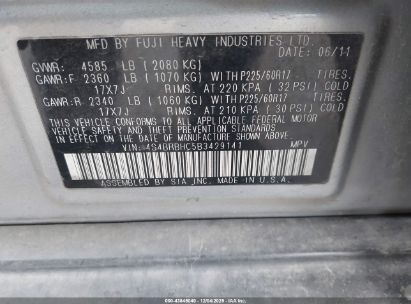 MFD. BY FUJI HEAVY INDUSTRIES LTD.
DATE: 06/11
GVWR: 4585 LB (2080 KG)
GAWR:F 2360 LB (1070 KG) WITH P225/60R17 TIRES,
17X7J RIMS, AT 220 KPA (32 PSI) COLD
GAWR:R 2340 LB (1060 KG) WITH P225/60R17 TIRES,
17X7J RIMS, AT 210 KPA (30 PSI) COLD
THIS VEHICLE CONFORMS TO ALL APPLICABLE
FEDERAL MOTOR VEHICLE SAFETY STANDARDS
IN EFFECT ON THE DATE OF MANUFACTURE SHOWN ABOVE.
VIN: 4S4BRBHC5B3429141 MPV
ASSEMBLED BY SIA, INC. MADE IN U.S.A.